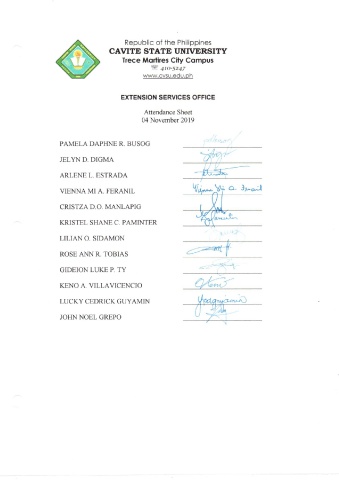 Republic of the Philippines
CAVITE STATE UNIVERSITY
Trece Martires City Campus
☏ 410-5247
www.cvsu.edu.ph
EXTENSION SERVICES OFFICE
Attendance Sheet
04 November 2019
PAMELA DAPHNE R. BUSOG
JELYN D. DIGMA
ARLENE L. ESTRADA Estrada
VIENNA MI A. FERANIL Vienna Mi A. Feranil
CRISTZA D.O. MANLAPIG
KRISTEL SHANE C. PAMINTER
LILIAN O. SIDAMON
ROSE ANN R. TOBIAS
GIDEION LUKE P. TY
KENO A. VILLAVICENCIO
LUCKY CEDRICK GUYAMIN
JOHN NOEL GREPO